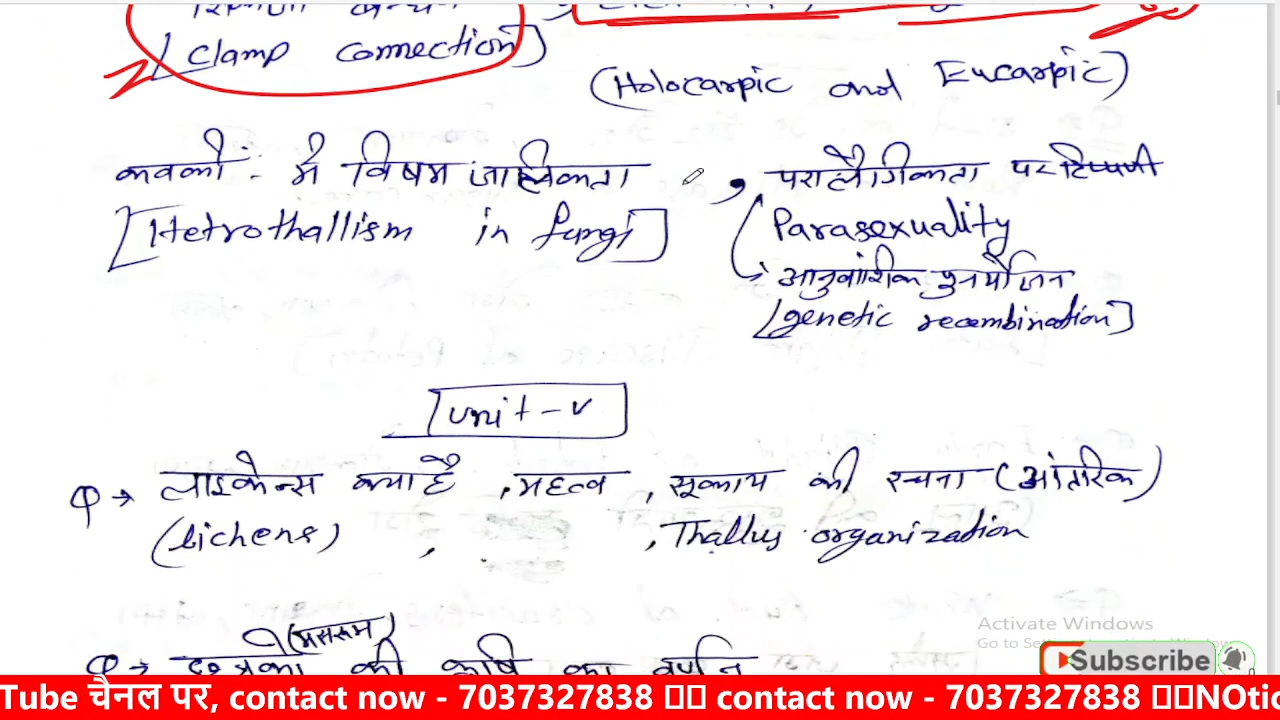 [Clamp connection]
(Holocarpic and Eucarpic)
कवको: में विषम जालिकता , परालैंगिकता पर टिप्पणी
[Hetrothallism in fungi] Parasexuality
आनुवांशिक पुनर्योजन
[genetic recombination]
Unit - V
Q → लाइकेन्स क्या है , महत्व , सूकाय की रचना (आंतरिक)
(lichens) , , Thallus organization
(मशरूम)
Q → की कृषि का वर्णन
Activate Windows
Go to
Subscribe
Tube चैनल पर, contact now - 7037327838 contact now - 7037327838 NOtic